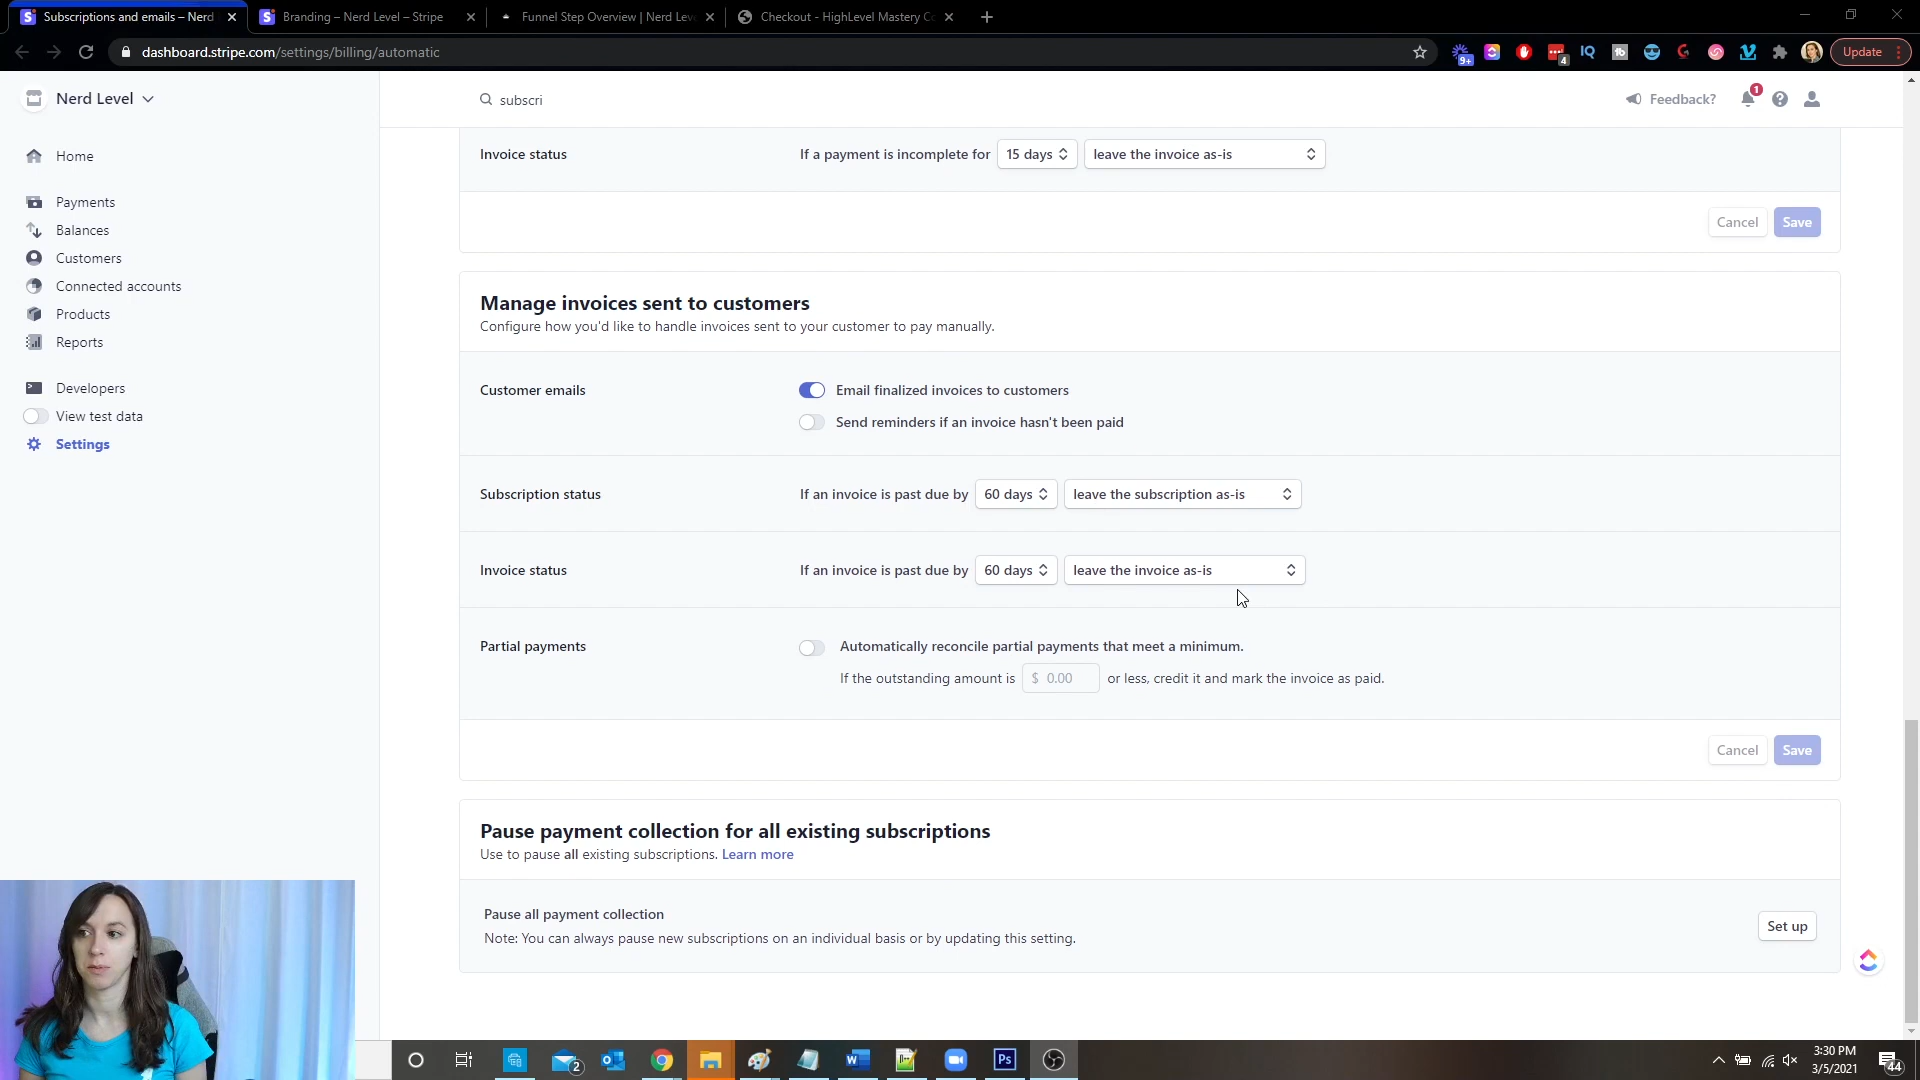 Subscriptions and emails – Nerd
Branding – Nerd Level – Stripe
Funnel Step Overview | Nerd Lev
Checkout - HighLevel Mastery Co
dashboard.stripe.com/settings/billing/automatic
9+
4
IQ
tb
Update
Nerd Level
subscri
Feedback?
1
Home
Payments
Balances
Customers
Connected accounts
Products
Reports
Developers
View test data
Settings
Invoice status
If a payment is incomplete for
15 days
leave the invoice as-is
Cancel
Save
Manage invoices sent to customers
Configure how you'd like to handle invoices sent to your customer to pay manually.
Customer emails
Email finalized invoices to customers
Send reminders if an invoice hasn't been paid
Subscription status
If an invoice is past due by
60 days
leave the subscription as-is
Invoice status
If an invoice is past due by
60 days
leave the invoice as-is
Partial payments
Automatically reconcile partial payments that meet a minimum.
If the outstanding amount is $ 0.00 or less, credit it and mark the invoice as paid.
Cancel
Save
Pause payment collection for all existing subscriptions
Use to pause all existing subscriptions. Learn more
Pause all payment collection
Note: You can always pause new subscriptions on an individual basis or by updating this setting.
Set up
2
Ps
3:30 PM
3/5/2021
44